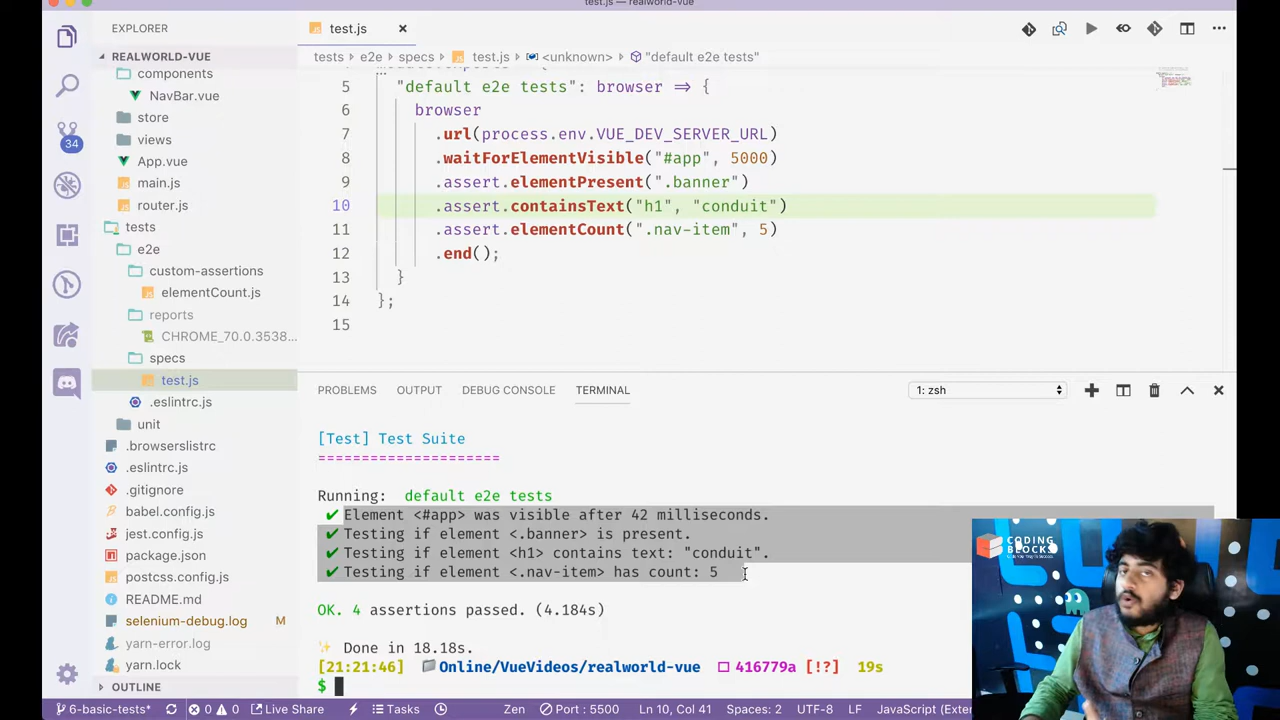 test.js — realworld-vue
EXPLORER
test.js
REALWORLD-VUE
components
NavBar.vue
store
views
App.vue
main.js
router.js
tests
e2e
custom-assertions
elementCount.js
reports
CHROME_70.0.3538...
specs
test.js
.eslintrc.js
unit
.browserslistrc
.eslintrc.js
.gitignore
babel.config.js
jest.config.js
package.json
postcss.config.js
README.md
selenium-debug.log M
yarn-error.log
yarn.lock
OUTLINE
34
tests › e2e › specs › test.js › <unknown> › "default e2e tests"
5 "default e2e tests": browser => {
6 browser
7 .url(process.env.VUE_DEV_SERVER_URL)
8 .waitForElementVisible("#app", 5000)
9 .assert.elementPresent(".banner")
10 .assert.containsText("h1", "conduit")
11 .assert.elementCount(".nav-item", 5)
12 .end();
13 }
14 };
15
PROBLEMS OUTPUT DEBUG CONSOLE TERMINAL 1: zsh
[Test] Test Suite
=====================
Running: default e2e tests
✔ Element <#app> was visible after 42 milliseconds.
✔ Testing if element <.banner> is present.
✔ Testing if element <h1> contains text: "conduit".
✔ Testing if element <.nav-item> has count: 5
OK. 4 assertions passed. (4.184s)
✨ Done in 18.18s.
[21:21:46] Online/VueVideos/realworld-vue 416779a [!?] 19s
$
CODING
BLOCKS
6-basic-test* 0 0 Live Share Tasks Zen Port : 5500 Ln 10, Col 41 Spaces: 2 UTF-8 LF JavaScript (Exter